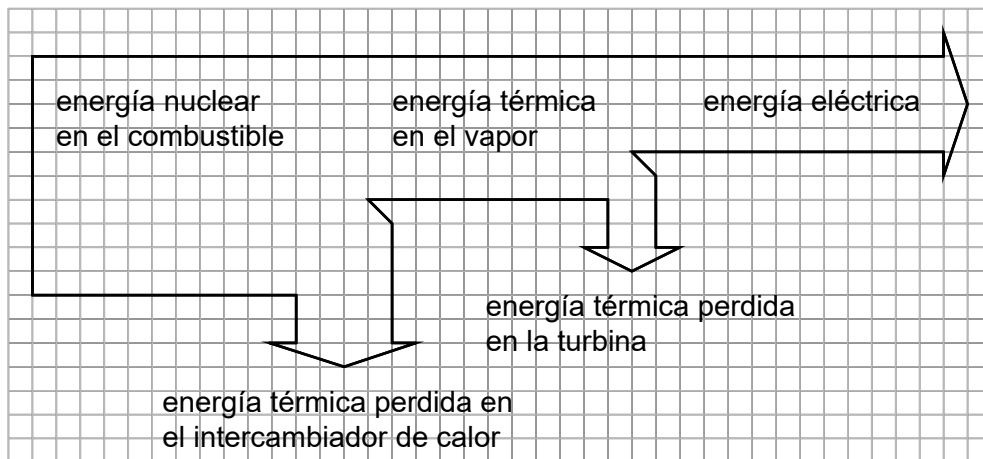 energía nuclear
en el combustible
energía térmica
en el vapor
energía eléctrica
energía térmica perdida
en la turbina
energía térmica perdida en
el intercambiador de calor